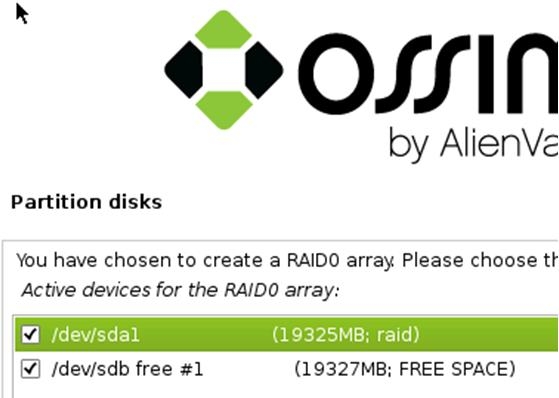 OSSIM
by AlienVa
Partition disks
You have chosen to create a RAID0 array. Please choose th
Active devices for the RAID0 array:
/dev/sda1 (19325MB; raid)
/dev/sdb free #1 (19327MB; FREE SPACE)